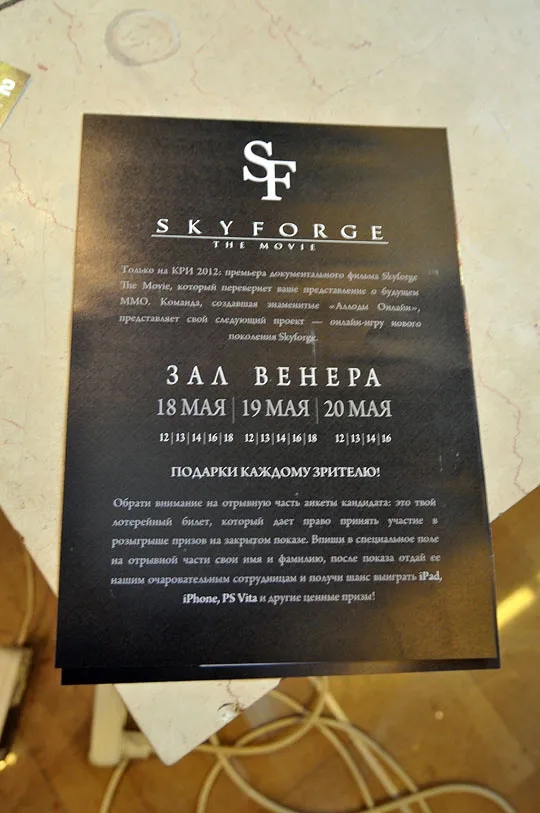 SF
SKYFORGE
THE MOVIE
Только на КРИ 2012: премьера документального фильма Skyforge
The Movie, который перевернет ваше представление о будущем
ММО. Команда, создавшая знаменитые «Аллоды Онлайн»,
представляет свой следующий проект — онлайн-игру нового
поколения Skyforge.
ЗАЛ ВЕНЕРА
18 МАЯ | 19 МАЯ | 20 МАЯ
12 | 13 | 14 | 16 | 18 12 | 13 | 14 | 16 | 18 12 | 13 | 14 | 16
ПОДАРКИ КАЖДОМУ ЗРИТЕЛЮ!
Обрати внимание на отрывную часть анкеты кандидата: это твой
лотерейный билет, который дает право принять участие в
розыгрыше призов на закрытом показе. Впиши в специальное поле
на отрывной части свои имя и фамилию, после показа отдай ее
нашим очаровательным сотрудницам и получи шанс выиграть iPad,
iPhone, PS Vita и другие ценные призы!